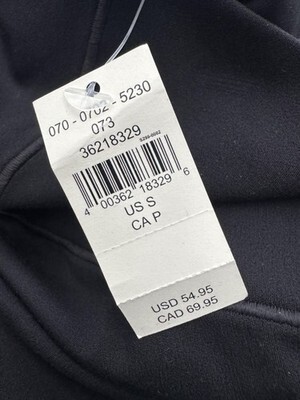 070 - 0702 - 5230
073
36218329
4 00362 18329 6
US S
CA P
USD 54.95
CAD 69.95